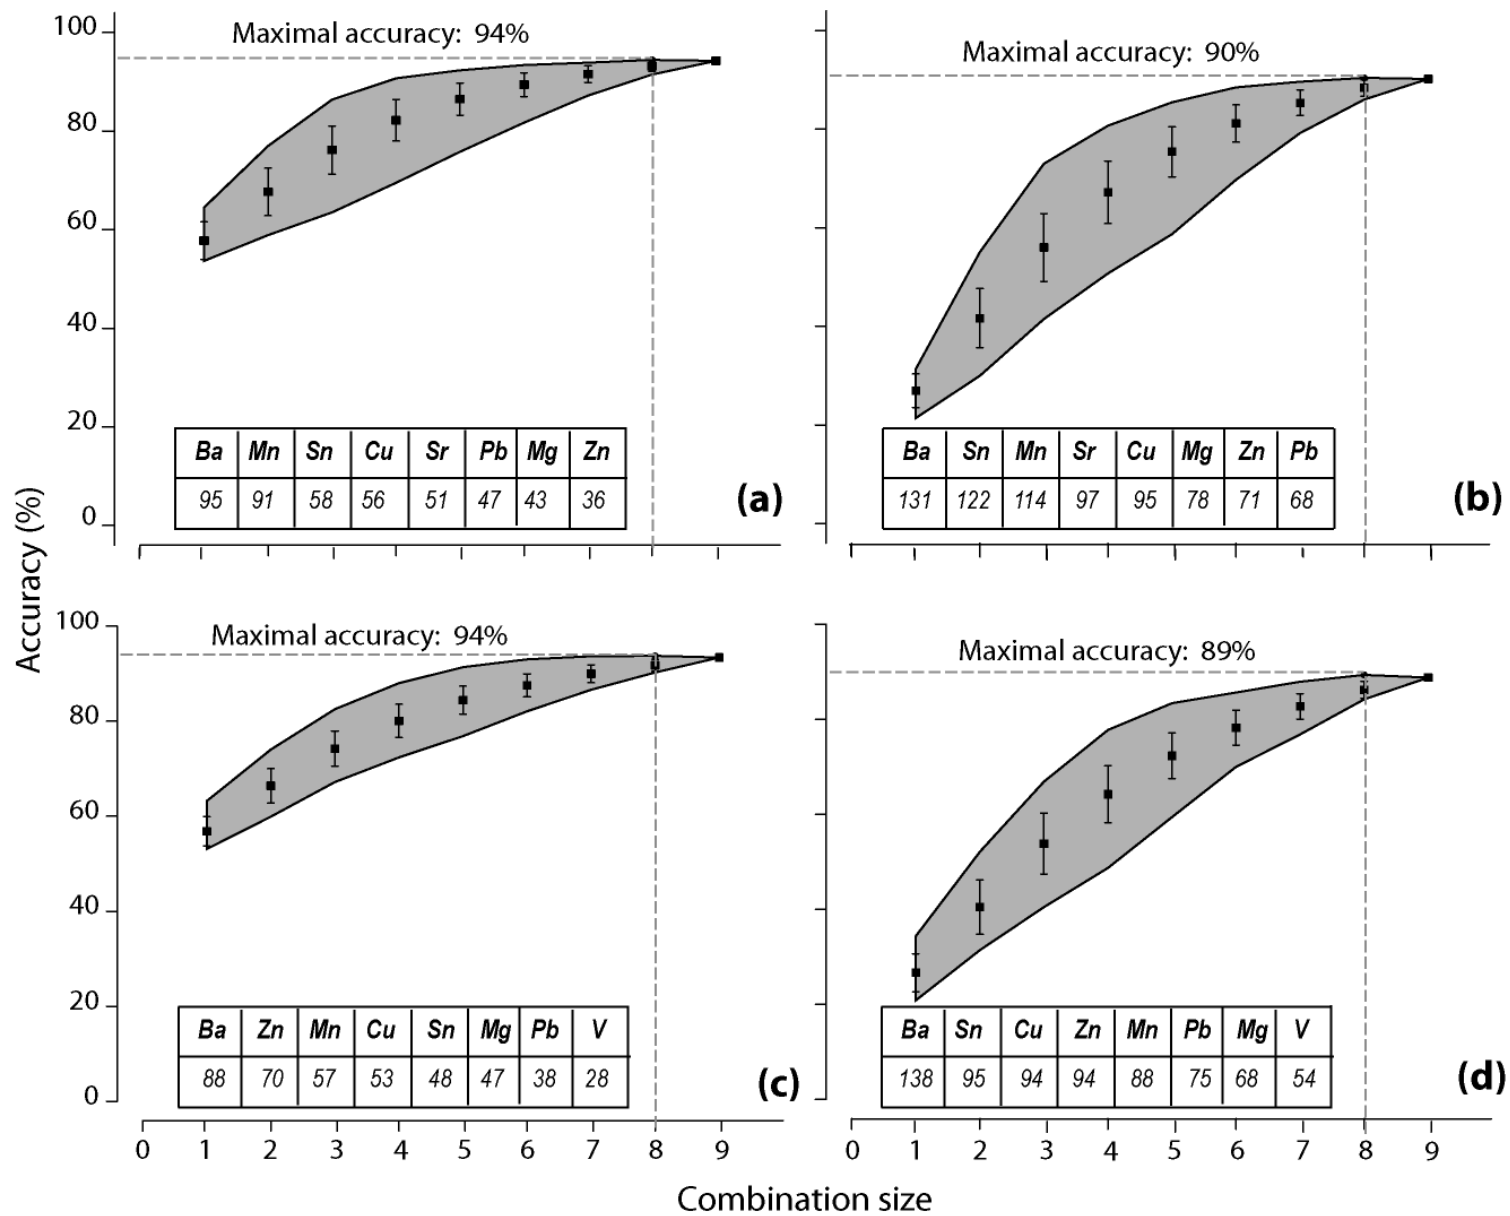 Maximal accuracy: 94%
100
80
60
40
20
0
Ba Mn Sn Cu Sr Pb Mg Zn
95 91 58 56 51 47 43 36
(a)
Maximal accuracy: 90%
Ba Sn Mn Sr Cu Mg Zn Pb
131 122 114 97 95 78 71 68
(b)
Accuracy (%)
Maximal accuracy: 94%
100
80
60
40
20
0
Ba Zn Mn Cu Sn Mg Pb V
88 70 57 53 48 47 38 28
(c)
0 1 2 3 4 5 6 7 8 9
Maximal accuracy: 89%
Ba Sn Cu Zn Mn Pb Mg V
138 95 94 94 88 75 68 54
(d)
0 1 2 3 4 5 6 7 8 9
Combination size